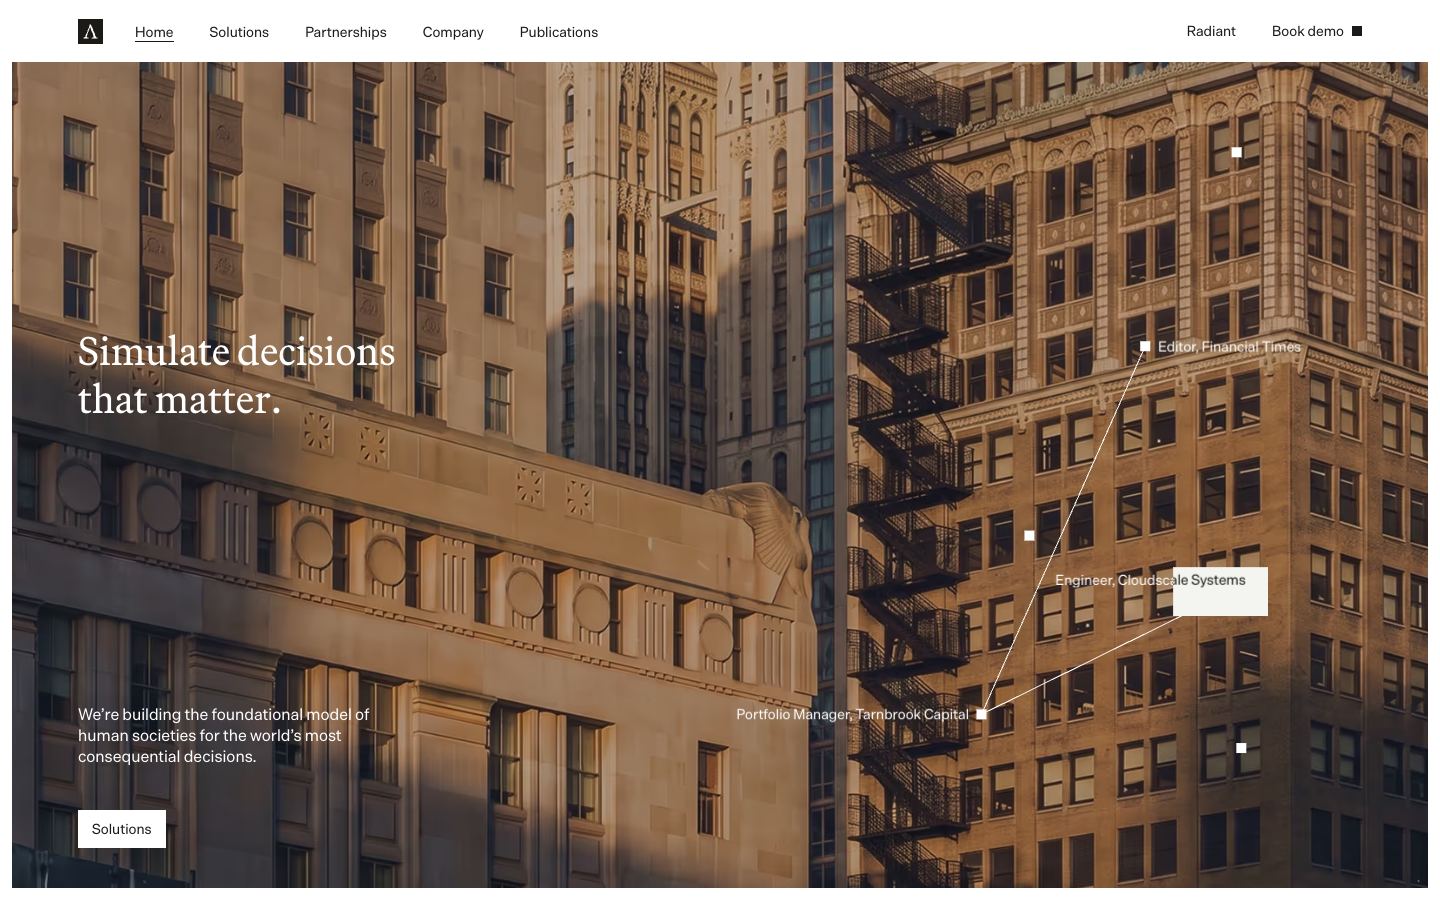 Λ
Home
Solutions
Partnerships
Company
Publications
Radiant
Book demo
Simulate decisions
that matter.
Editor, Financial Times
Engineer, Cloudscale Systems
Portfolio Manager, Tarnbrook Capital
We’re building the foundational model of
human societies for the world’s most
consequential decisions.
Solutions